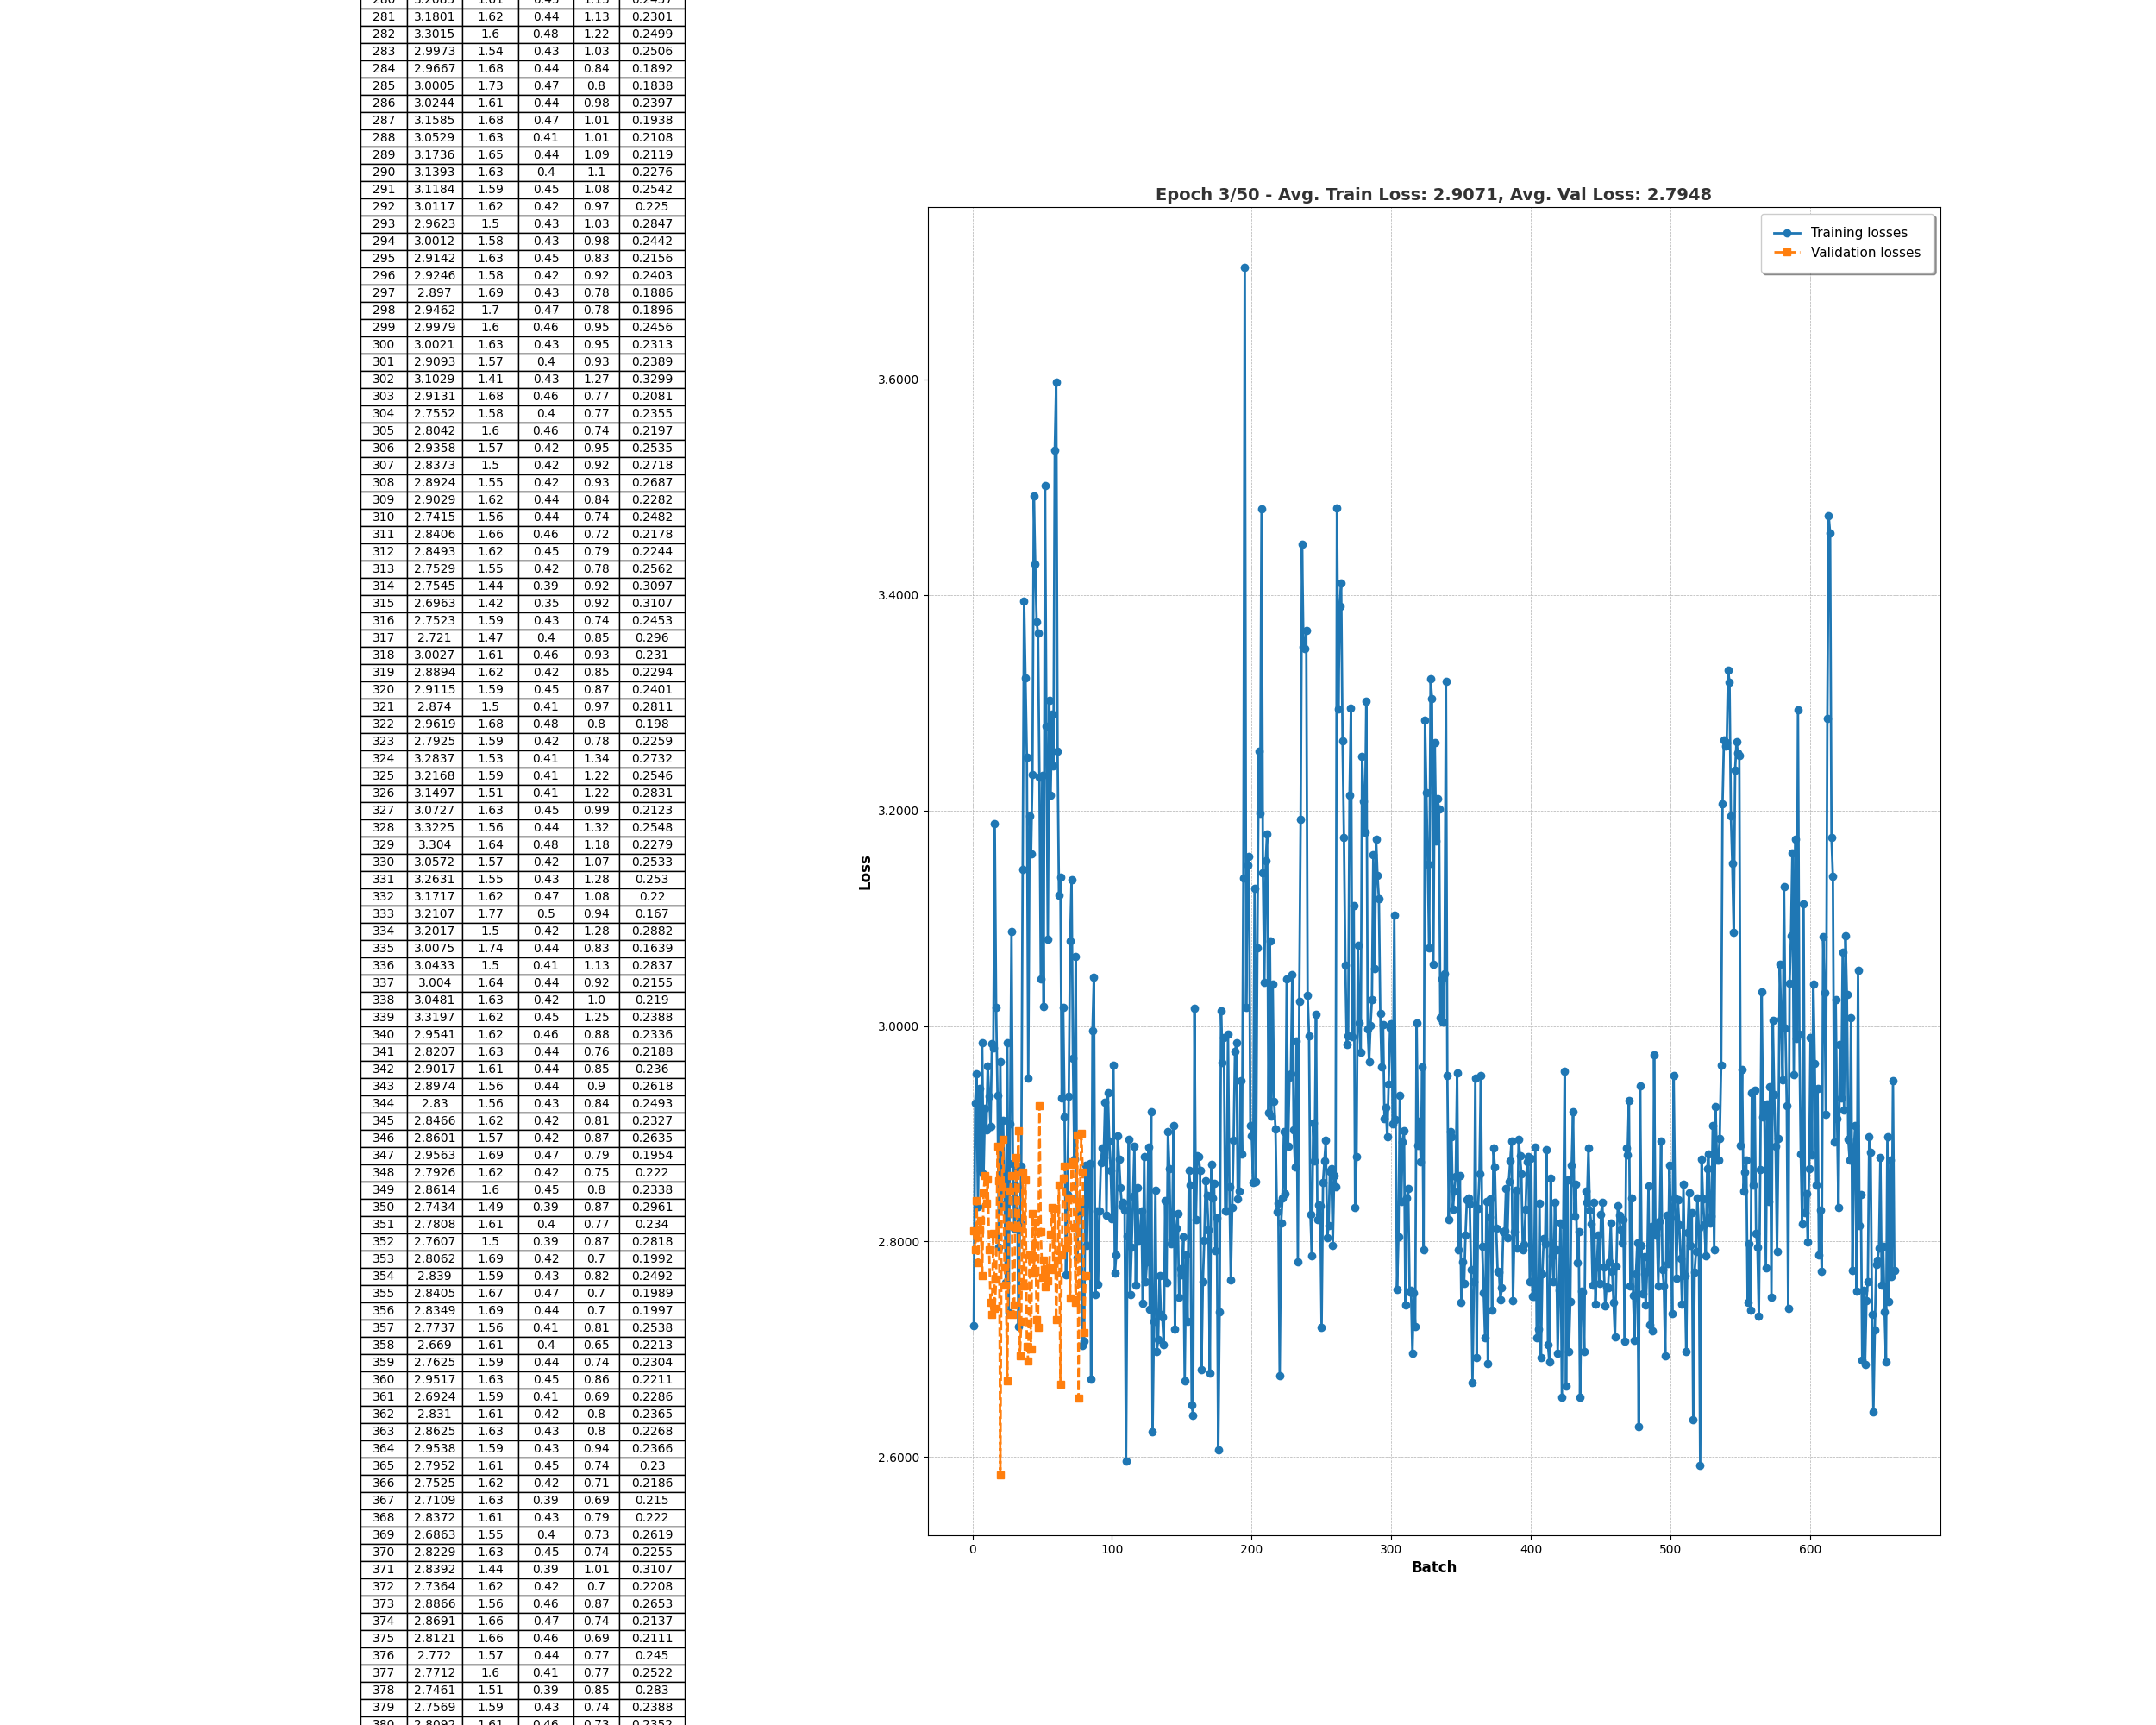 281 3.1801 1.62 0.44 1.13 0.2301
282 3.3015 1.6 0.48 1.22 0.2499
283 2.9973 1.54 0.43 1.03 0.2506
284 2.9667 1.68 0.44 0.84 0.1892
285 3.0005 1.73 0.47 0.8 0.1838
286 3.0244 1.61 0.44 0.98 0.2397
287 3.1585 1.68 0.47 1.01 0.1938
288 3.0529 1.63 0.41 1.01 0.2108
289 3.1736 1.65 0.44 1.09 0.2119
290 3.1393 1.63 0.4 1.1 0.2276
291 3.1184 1.59 0.45 1.08 0.2542
292 3.0117 1.62 0.42 0.97 0.225
293 2.9623 1.5 0.43 1.03 0.2847
294 3.0012 1.58 0.43 0.98 0.2442
295 2.9142 1.63 0.45 0.83 0.2156
296 2.9246 1.58 0.42 0.92 0.2403
297 2.897 1.69 0.43 0.78 0.1886
298 2.9462 1.7 0.47 0.78 0.1896
299 2.9979 1.6 0.46 0.95 0.2456
300 3.0021 1.63 0.43 0.95 0.2313
301 2.9093 1.57 0.4 0.93 0.2389
302 3.1029 1.41 0.43 1.27 0.3299
303 2.9131 1.68 0.46 0.77 0.2081
304 2.7552 1.58 0.4 0.77 0.2355
305 2.8042 1.6 0.46 0.74 0.2197
306 2.9358 1.57 0.42 0.95 0.2535
307 2.8373 1.5 0.42 0.92 0.2718
308 2.8924 1.55 0.42 0.93 0.2687
309 2.9029 1.62 0.44 0.84 0.2282
310 2.7415 1.56 0.44 0.74 0.2482
311 2.8406 1.66 0.46 0.72 0.2178
312 2.8493 1.62 0.45 0.79 0.2244
313 2.7529 1.55 0.42 0.78 0.2562
314 2.7545 1.44 0.39 0.92 0.3097
315 2.6963 1.42 0.35 0.92 0.3107
316 2.7523 1.59 0.43 0.74 0.2453
317 2.721 1.47 0.4 0.85 0.296
318 3.0027 1.61 0.46 0.93 0.231
319 2.8894 1.62 0.42 0.85 0.2294
320 2.9115 1.59 0.45 0.87 0.2401
321 2.874 1.5 0.41 0.97 0.2811
322 2.9619 1.68 0.48 0.8 0.198
323 2.7925 1.59 0.42 0.78 0.2259
324 3.2837 1.53 0.41 1.34 0.2732
325 3.2168 1.59 0.41 1.22 0.2546
326 3.1497 1.51 0.41 1.22 0.2831
327 3.0727 1.63 0.45 0.99 0.2123
328 3.3225 1.56 0.44 1.32 0.2548
329 3.304 1.64 0.48 1.18 0.2279
330 3.0572 1.57 0.42 1.07 0.2533
331 3.2631 1.55 0.43 1.28 0.253
332 3.1717 1.62 0.47 1.08 0.22
333 3.2107 1.77 0.5 0.94 0.167
334 3.2017 1.5 0.42 1.28 0.2882
335 3.0075 1.74 0.44 0.83 0.1639
336 3.0433 1.5 0.41 1.13 0.2837
337 3.004 1.64 0.44 0.92 0.2155
338 3.0481 1.63 0.42 1.0 0.219
339 3.3197 1.62 0.45 1.25 0.2388
340 2.9541 1.62 0.46 0.88 0.2336
341 2.8207 1.63 0.44 0.76 0.2188
342 2.9017 1.61 0.44 0.85 0.236
343 2.8974 1.56 0.44 0.9 0.2618
344 2.83 1.56 0.43 0.84 0.2493
345 2.8466 1.62 0.42 0.81 0.2327
346 2.8601 1.57 0.42 0.87 0.2635
347 2.9563 1.69 0.47 0.79 0.1954
348 2.7926 1.62 0.42 0.75 0.222
349 2.8614 1.6 0.45 0.8 0.2338
350 2.7434 1.49 0.39 0.87 0.2961
351 2.7808 1.61 0.4 0.77 0.234
352 2.7607 1.5 0.39 0.87 0.2818
353 2.8062 1.69 0.42 0.7 0.1992
354 2.839 1.59 0.43 0.82 0.2492
355 2.8405 1.67 0.47 0.7 0.1989
356 2.8349 1.69 0.44 0.7 0.1997
357 2.7737 1.56 0.41 0.81 0.2538
358 2.669 1.61 0.4 0.65 0.2213
359 2.7625 1.59 0.44 0.74 0.2304
360 2.9517 1.63 0.45 0.86 0.2211
361 2.6924 1.59 0.41 0.69 0.2286
362 2.831 1.61 0.42 0.8 0.2365
363 2.8625 1.63 0.43 0.8 0.2268
364 2.9538 1.59 0.43 0.94 0.2366
365 2.7952 1.61 0.45 0.74 0.23
366 2.7525 1.62 0.42 0.71 0.2186
367 2.7109 1.63 0.39 0.69 0.215
368 2.8372 1.61 0.43 0.79 0.222
369 2.6863 1.55 0.4 0.73 0.2619
370 2.8229 1.63 0.45 0.74 0.2255
371 2.8392 1.44 0.39 1.01 0.3107
372 2.7364 1.62 0.42 0.7 0.2208
373 2.8866 1.56 0.46 0.87 0.2653
374 2.8691 1.66 0.47 0.74 0.2137
375 2.8121 1.66 0.46 0.69 0.2111
376 2.772 1.57 0.44 0.77 0.245
377 2.7712 1.6 0.41 0.77 0.2522
378 2.7461 1.51 0.39 0.85 0.283
379 2.7569 1.59 0.43 0.74 0.2388
380 2.8092 1.61 0.46 0.73 0.2352
Epoch 3/50 - Avg. Train Loss: 2.9071, Avg. Val Loss: 2.7948
Training losses
Validation losses
3.6000
3.4000
3.2000
3.0000
2.8000
2.6000
Loss
0 100 200 300 400 500 600
Batch